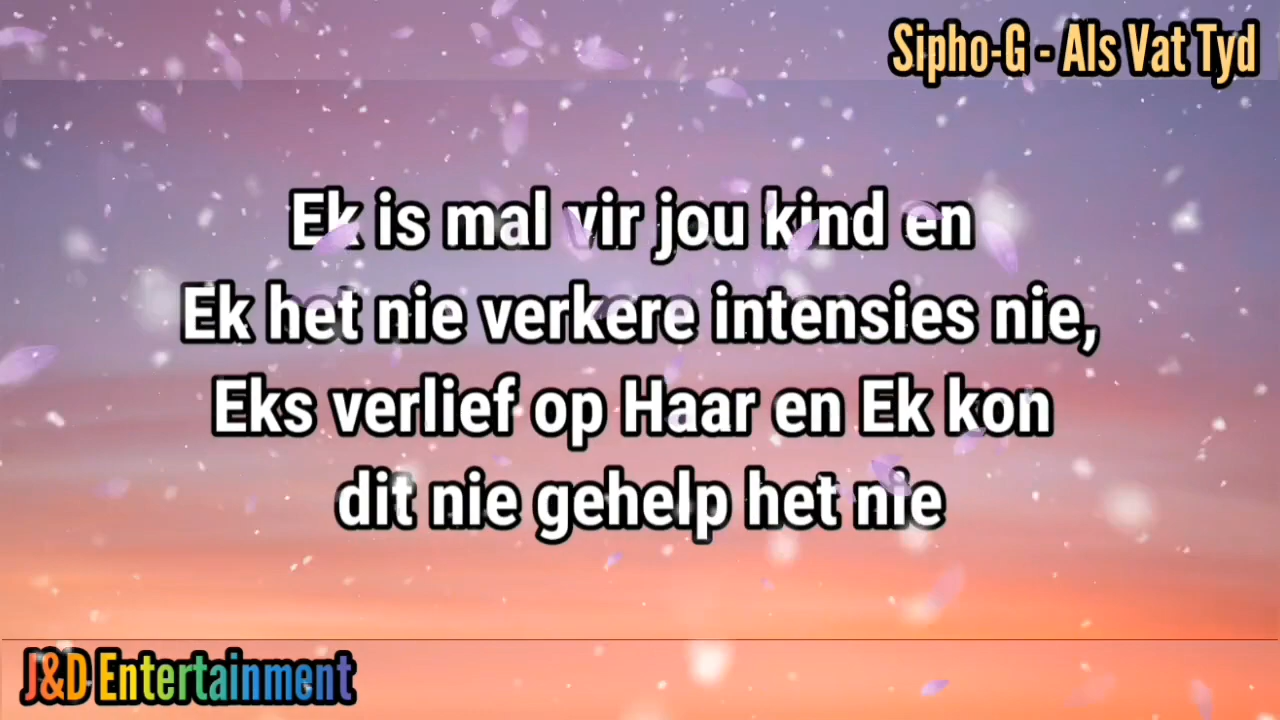 Sipho-G - Als Vat Tyd
Ek is mal vir jou kind en
Ek het nie verkere intensies nie,
Eks verlief op Haar en Ek kon
dit nie gehelp het nie
J&D Entertainment